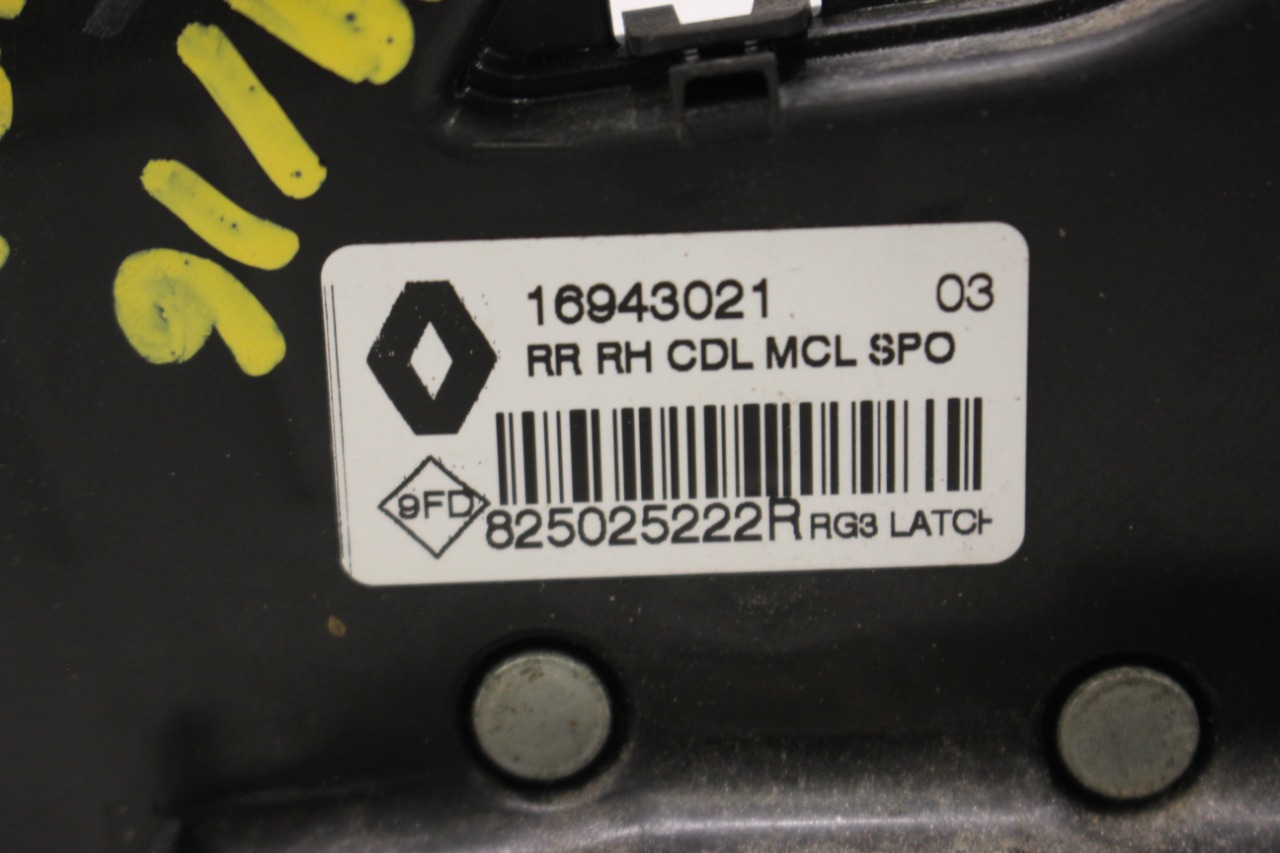 16943021 03
RR RH CDL MCL SPO
9FD
825025222R RG3 LATCH